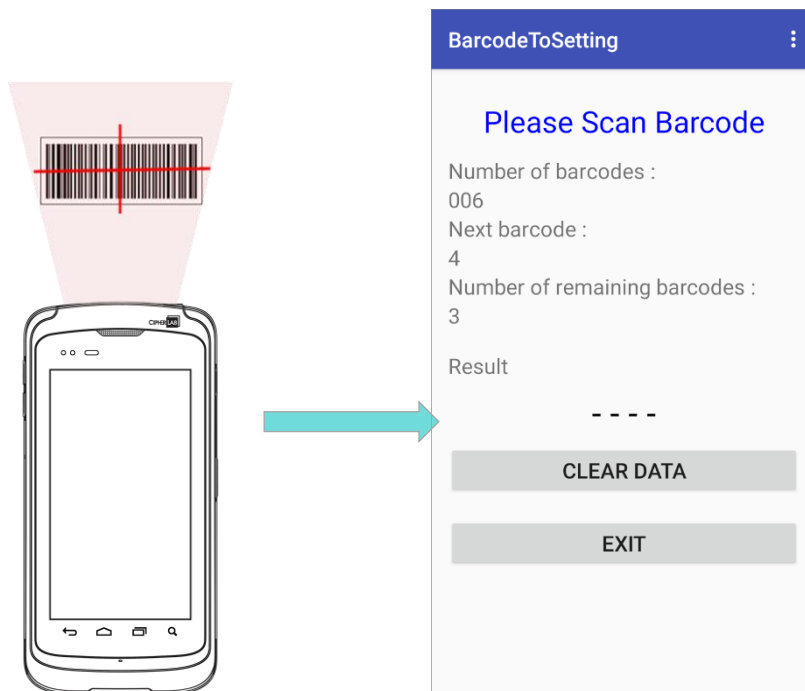 CIPHERLAB
BarcodeToSetting
Please Scan Barcode
Number of barcodes :
006
Next barcode :
4
Number of remaining barcodes :
3
Result
- - - -
CLEAR DATA
EXIT